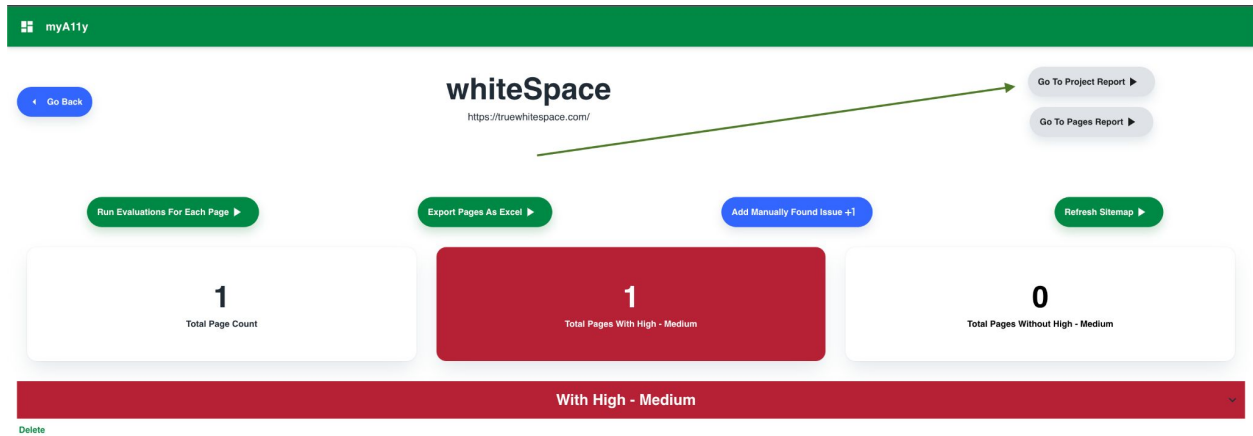 myA11y
Go Back
whiteSpace
https://truewhitespace.com/
Go To Project Report
Go To Pages Report
Run Evaluations For Each Page
Export Pages As Excel
Add Manually Found Issue +1
Refresh Sitemap
1
Total Page Count
1
Total Pages With High - Medium
0
Total Pages Without High - Medium
With High - Medium
Delete